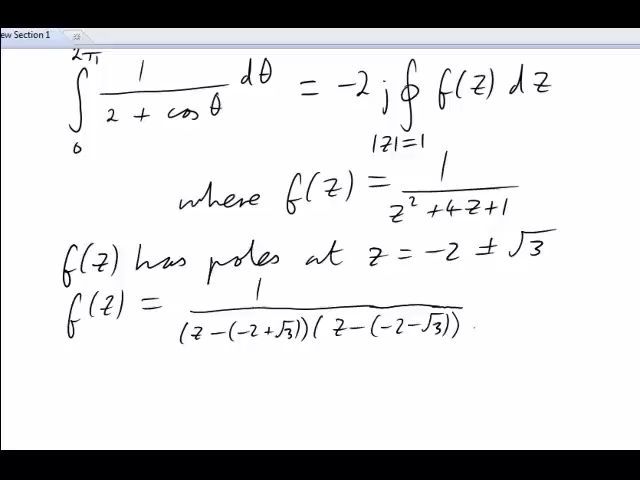 ew Section 1
∫₀^{2π} 1/(2 + cos θ) dθ = -2j ∮_{|z|=1} f(z) dz
where f(z) = 1/(z² + 4z + 1)
f(z) has poles at z = -2 ± √3
f(z) = 1/((z-(-2+√3))(z-(-2-√3)))